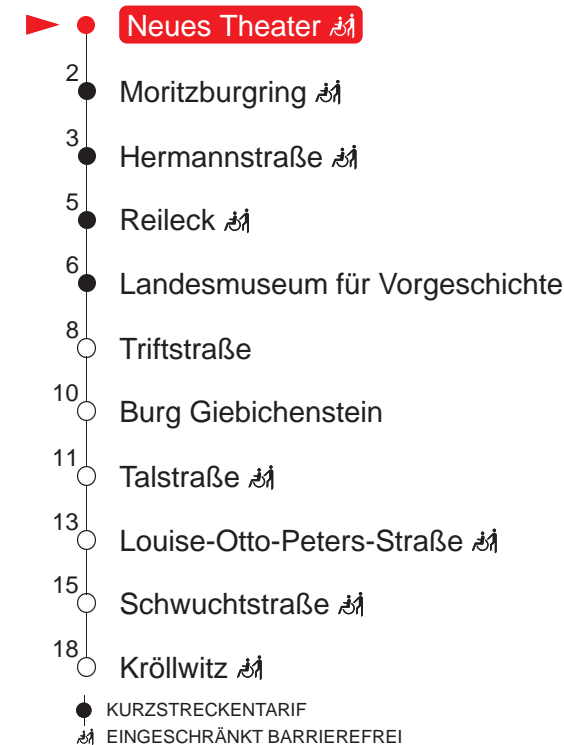 Neues Theater
2
Moritzburgring
3
Hermannstraße
5
Reileck
6
Landesmuseum für Vorgeschichte
8
Triftstraße
10
Burg Giebichenstein
11
Talstraße
13
Louise-Otto-Peters-Straße
15
Schwuchtstraße
18
Kröllwitz
KURZSTRECKENTARIF
EINGESCHRÄNKT BARRIEREFREI